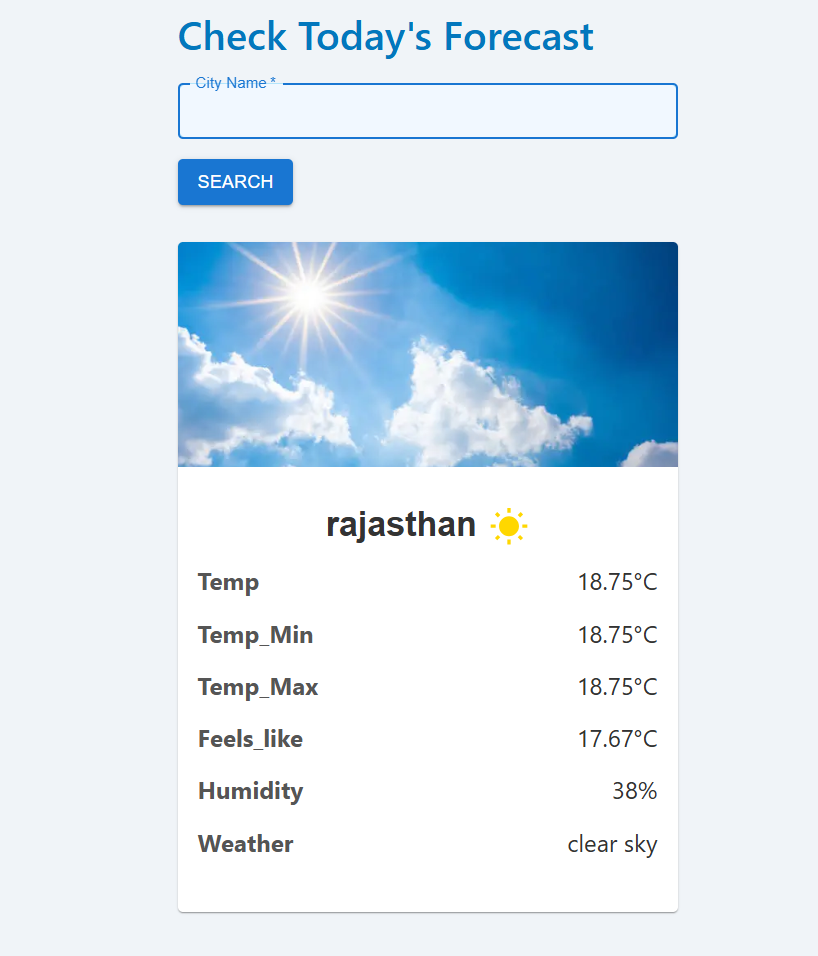 Check Today's Forecast
City Name *
SEARCH
rajasthan
Temp 18.75°C
Temp_Min 18.75°C
Temp_Max 18.75°C
Feels_like 17.67°C
Humidity 38%
Weather clear sky